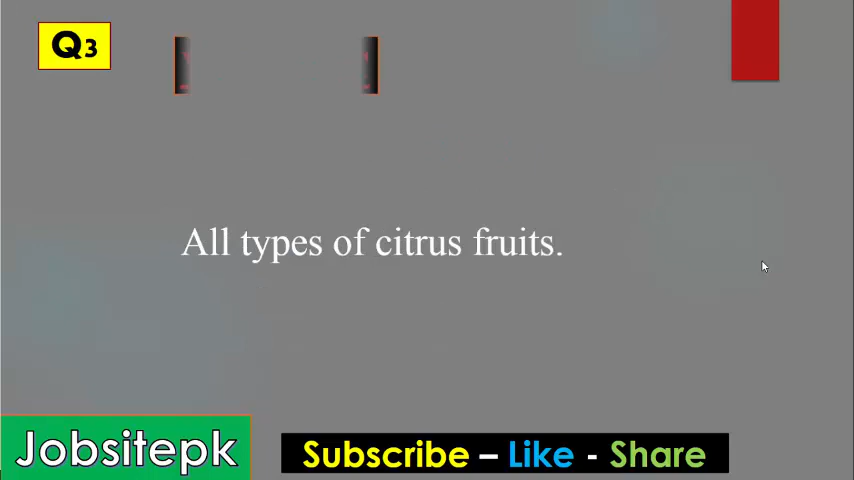 Q3
All types of citrus fruits.
Jobsitepk
Subscribe – Like - Share